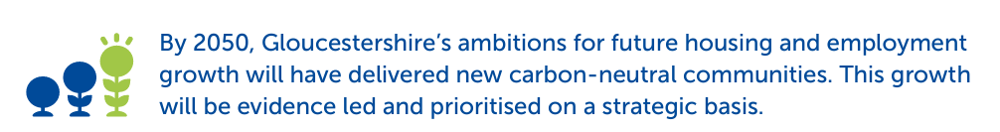 By 2050, Gloucestershire’s ambitions for future housing and employment
growth will have delivered new carbon-neutral communities. This growth
will be evidence led and prioritised on a strategic basis.